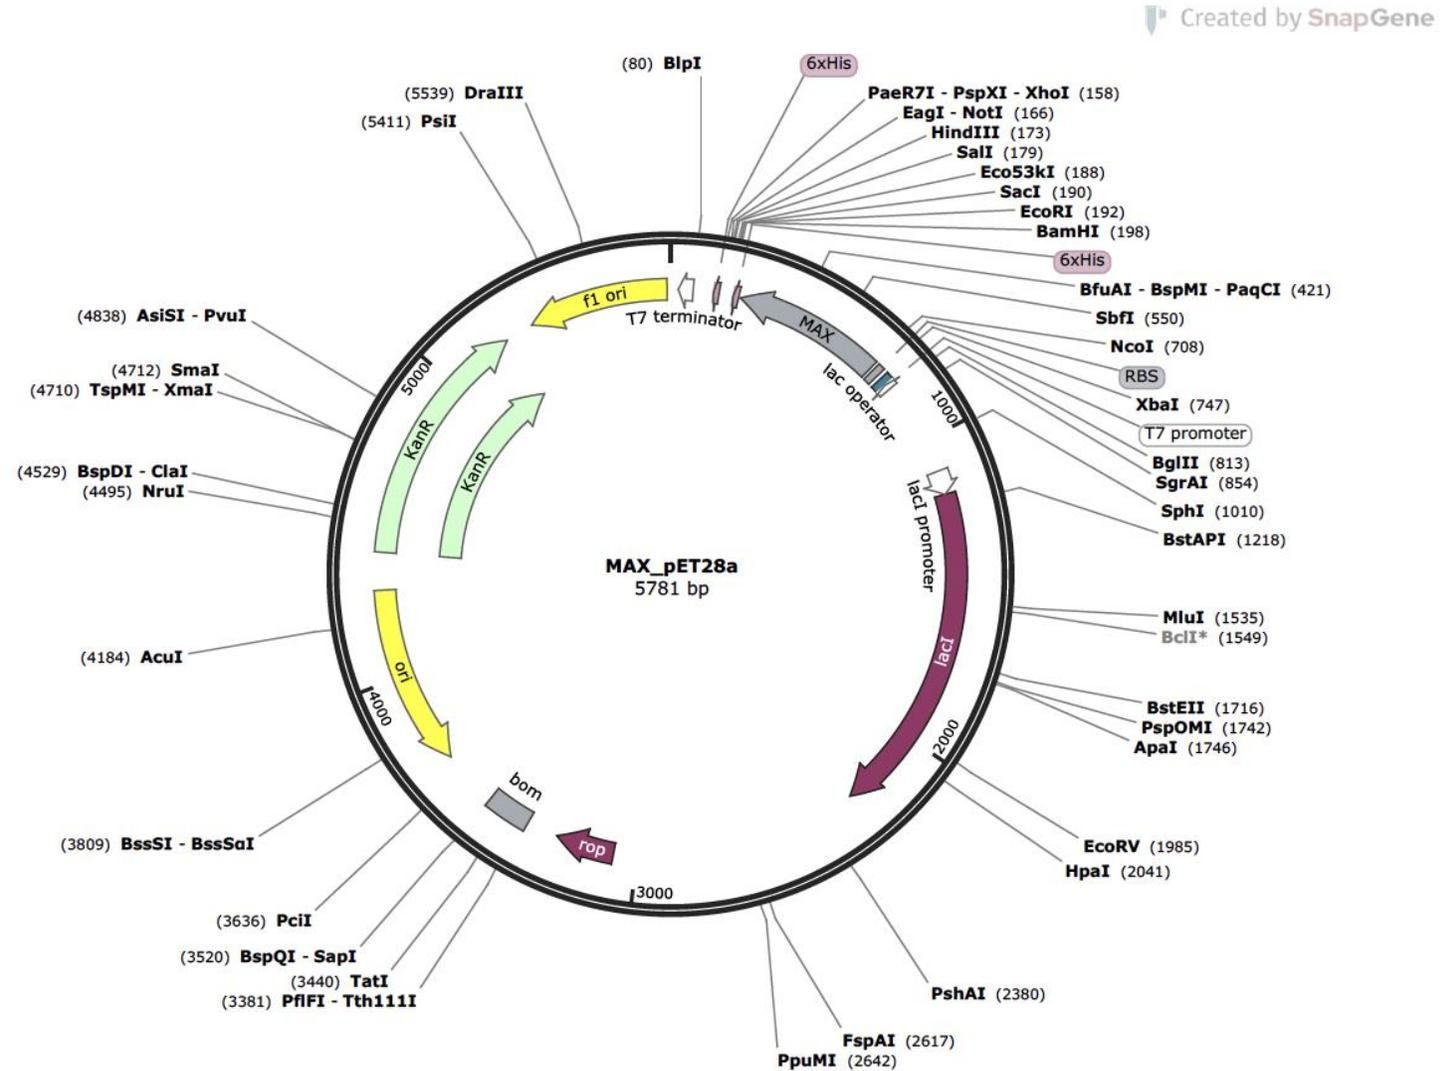 Created by SnapGene
(80) BlpI
6xHis
(5539) DraIII
(5411) PsiI
PaeR7I - PspXI - XhoI (158)
EagI - NotI (166)
HindIII (173)
SalI (179)
Eco53kI (188)
SacI (190)
EcoRI (192)
BamHI (198)
6xHis
BfuAI - BspMI - PaqCI (421)
SbfI (550)
NcoI (708)
RBS
XbaI (747)
T7 promoter
BglII (813)
SgrAI (854)
SphI (1010)
BstAPI (1218)
MluI (1535)
BclI* (1549)
BstEII (1716)
PspOMI (1742)
ApaI (1746)
EcoRV (1985)
HpaI (2041)
PshAI (2380)
FspAI (2617)
PpuMI (2642)
(4838) AsiSI - PvuI
(4712) SmaI
(4710) TspMI - XmaI
(4529) BspDI - ClaI
(4495) NruI
(4184) AcuI
(3809) BssSI - BssSαI
(3636) PciI
(3520) BspQI - SapI
(3440) TatI
(3381) PflFI - Tth111I
f1 ori
T7 terminator
MAX
lac operator
1000
lacI promoter
lacI
2000
3000
rop
bom
4000
ori
KanR
KanR
5000
MAX_pET28a
5781 bp